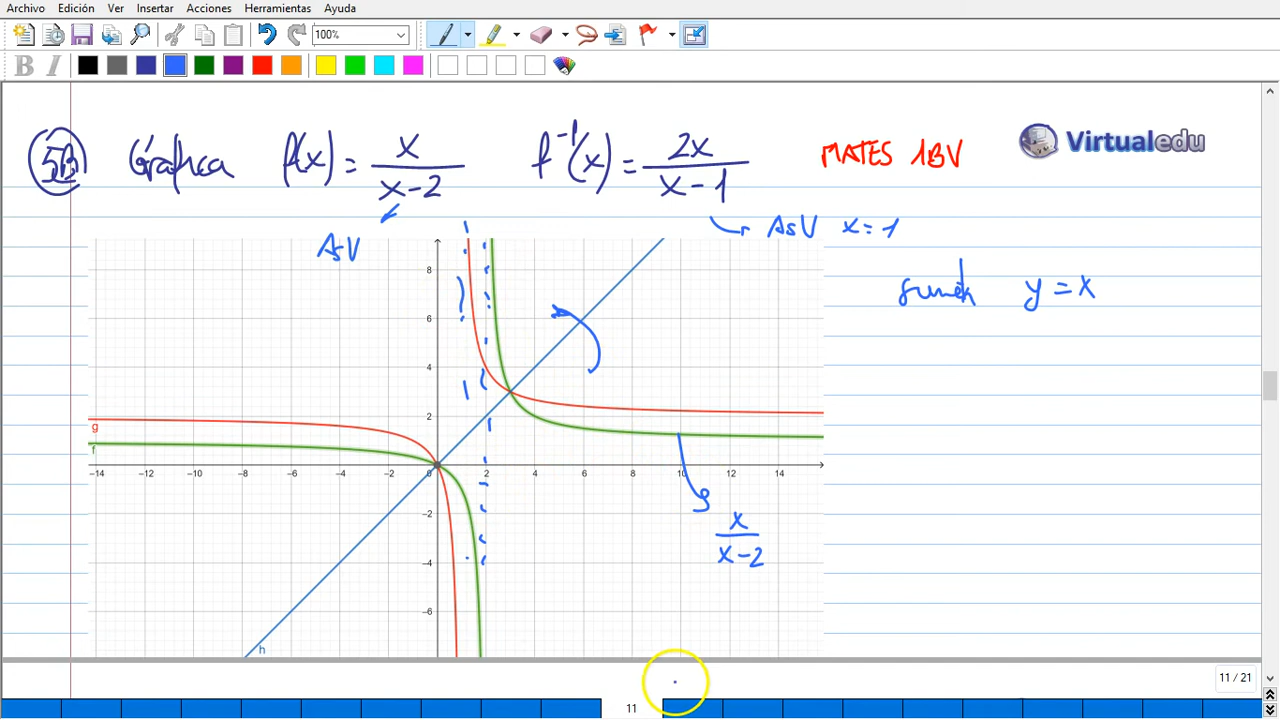 Archivo Edición Ver Insertar Acciones Herramientas Ayuda
100%
B I
5B Gráfica f(x) = x/(x-2) f⁻¹(x) = 2x/(x-1) MATES 1BV
Virtualedu
AsV
AsV x=1
y=x
8
6
4
2
g
f
-14 -12 -10 -8 -6 -4 -2 0 2 4 6 8 10 12 14
-2
-4
-6
x/(x-2)
h
11 / 21
11